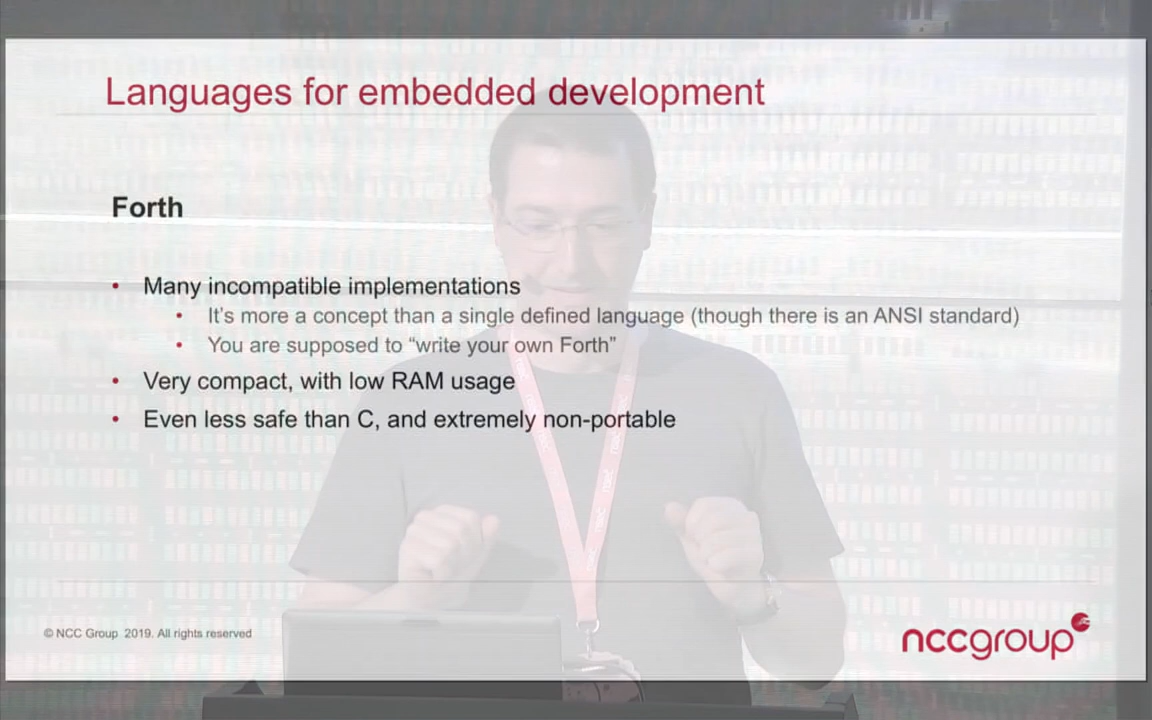 Languages for embedded development
Forth
• Many incompatible implementations
• It's more a concept than a single defined language (though there is an ANSI standard)
• You are supposed to “write your own Forth”
• Very compact, with low RAM usage
• Even less safe than C, and extremely non-portable
© NCC Group 2019. All rights reserved
nccgroup